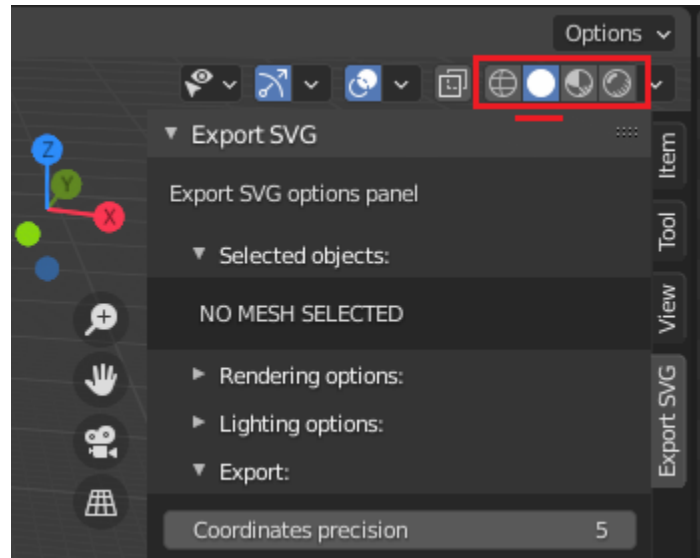 Options
Export SVG
Export SVG options panel
Selected objects:
NO MESH SELECTED
Rendering options:
Lighting options:
Export:
Coordinates precision 5
Item
Tool
View
Export SVG
Z
Y
X